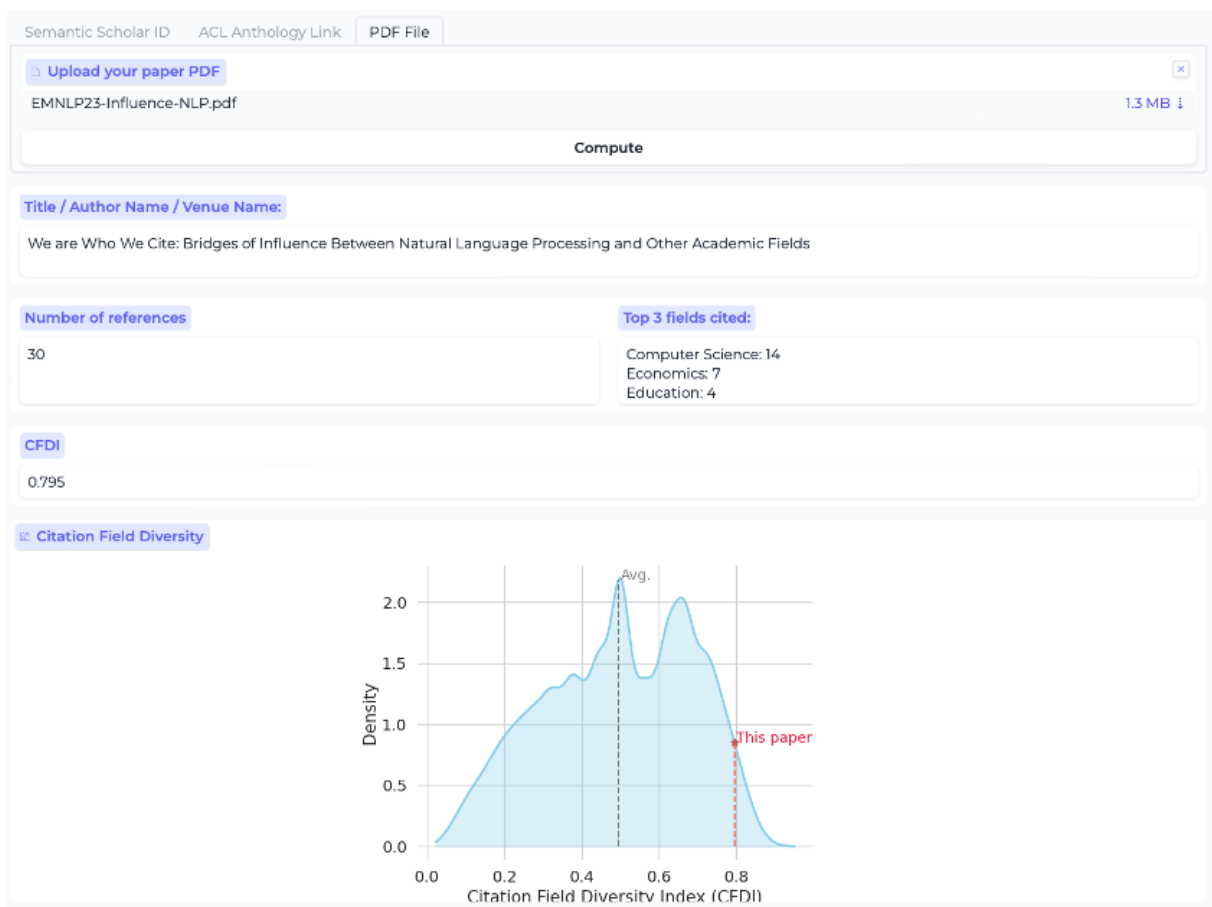 Semantic Scholar ID ACL Anthology Link PDF File
Upload your paper PDF
EMNLP23-Influence-NLP.pdf 1.3 MB ↓
Compute
Title / Author Name / Venue Name:
We are Who We Cite: Bridges of Influence Between Natural Language Processing and Other Academic Fields
Number of references
30
Top 3 fields cited:
Computer Science: 14
Economics: 7
Education: 4
CFDI
0.795
Citation Field Diversity
Avg.
2.0
1.5
Density
1.0
This paper
0.5
0.0
0.0 0.2 0.4 0.6 0.8
Citation Field Diversity Index (CFDI)